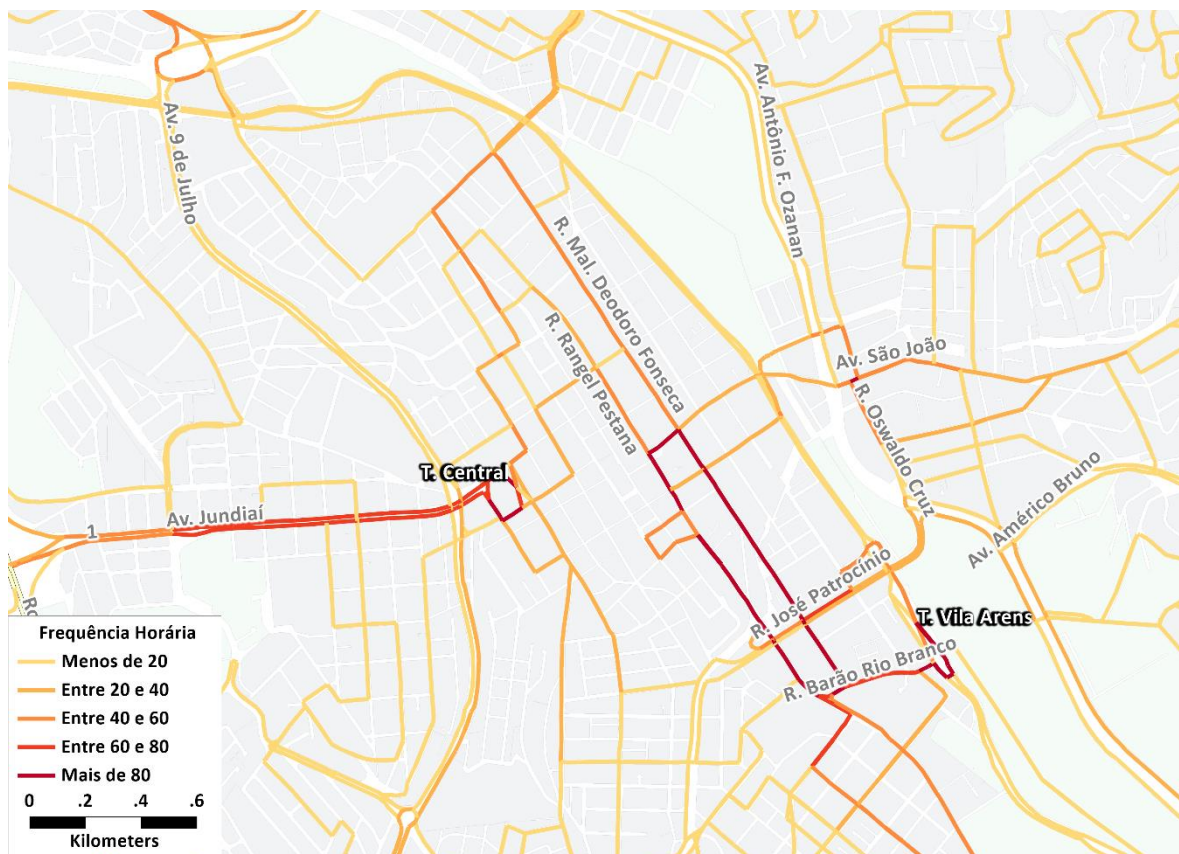 Av. 9 de Julho
Av. Antônio F. Ozanan
R. Mal. Deodoro Fonseca
R. Rangel Pestana
Av. São João
R. Oswaldo Cruz
T. Central
Av. Américo Bruno
Av. Jundiaí
1
R. José Patrocínio
T. Vila Arens
R. Barão Rio Branco
Frequência Horária
Menos de 20
Entre 20 e 40
Entre 40 e 60
Entre 60 e 80
Mais de 80
0 .2 .4 .6
Kilometers